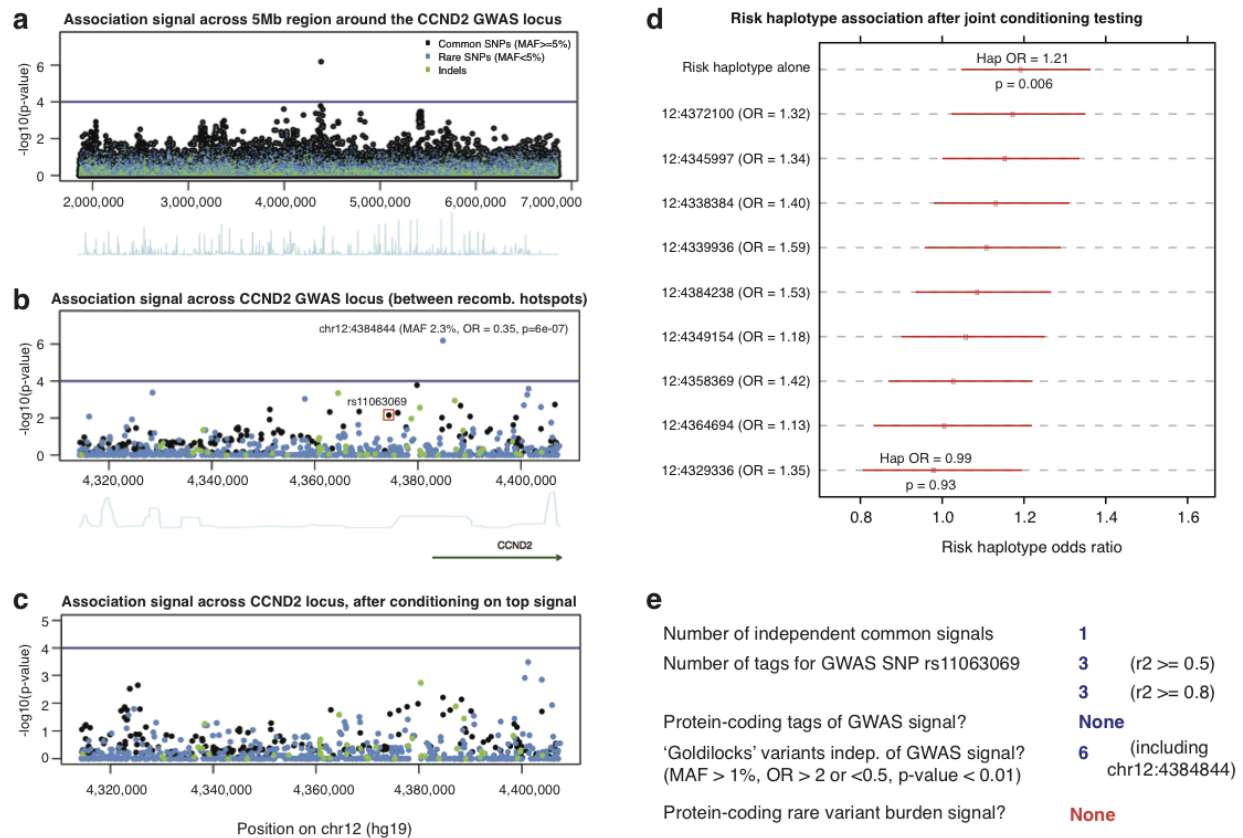 a
Association signal across 5Mb region around the CCND2 GWAS locus
Common SNPs (MAF>=5%)
Rare SNPs (MAF<5%)
Indels
-log10(p-value)
6
4
2
0
2,000,000 3,000,000 4,000,000 5,000,000 6,000,000 7,000,000
b
Association signal across CCND2 GWAS locus (between recomb. hotspots)
chr12:4384844 (MAF 2.3%, OR = 0.35, p=6e-07)
rs11063069
-log10(p-value)
6
4
2
0
4,320,000 4,340,000 4,360,000 4,380,000 4,400,000
CCND2
c
Association signal across CCND2 locus, after conditioning on top signal
-log10(p-value)
5
4
3
2
1
0
4,320,000 4,340,000 4,360,000 4,380,000 4,400,000
Position on chr12 (hg19)
d
Risk haplotype association after joint conditioning testing
Risk haplotype alone
Hap OR = 1.21
p = 0.006
12:4372100 (OR = 1.32)
12:4345997 (OR = 1.34)
12:4338384 (OR = 1.40)
12:4339936 (OR = 1.59)
12:4384238 (OR = 1.53)
12:4349154 (OR = 1.18)
12:4358369 (OR = 1.42)
12:4364694 (OR = 1.13)
12:4329336 (OR = 1.35)
Hap OR = 0.99
p = 0.93
0.8 1.0 1.2 1.4 1.6
Risk haplotype odds ratio
e
Number of independent common signals 1
Number of tags for GWAS SNP rs11063069 3 (r2 >= 0.5)
3 (r2 >= 0.8)
Protein-coding tags of GWAS signal? None
‘Goldilocks’ variants indep. of GWAS signal? 6 (including
(MAF > 1%, OR > 2 or <0.5, p-value < 0.01) chr12:4384844)
Protein-coding rare variant burden signal? None